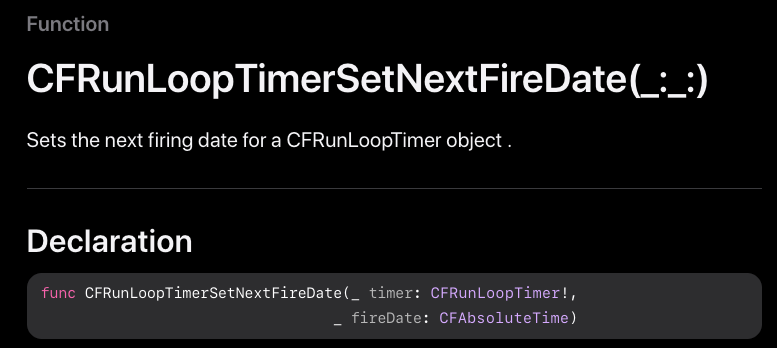 Function
CFRunLoopTimerSetNextFireDate(_:_:)
Sets the next firing date for a CFRunLoopTimer object .
Declaration
func CFRunLoopTimerSetNextFireDate(_ timer: CFRunLoopTimer!,
_ fireDate: CFAbsoluteTime)